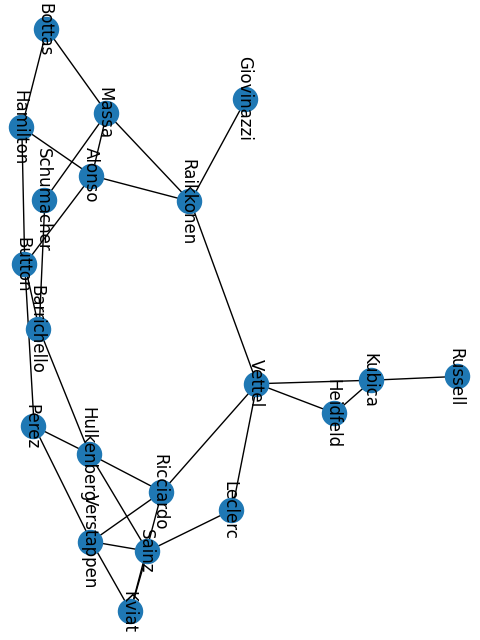 Bottas
Giovinazzi
Massa
Hamilton
Alonso
Schumacher
Raikkonen
Button
Barrichello
Vettel
Kubica
Russell
Heidfeld
Perez
Hulkenberg
Ricciardo
Leclerc
Verstappen
Sainz
Kviat